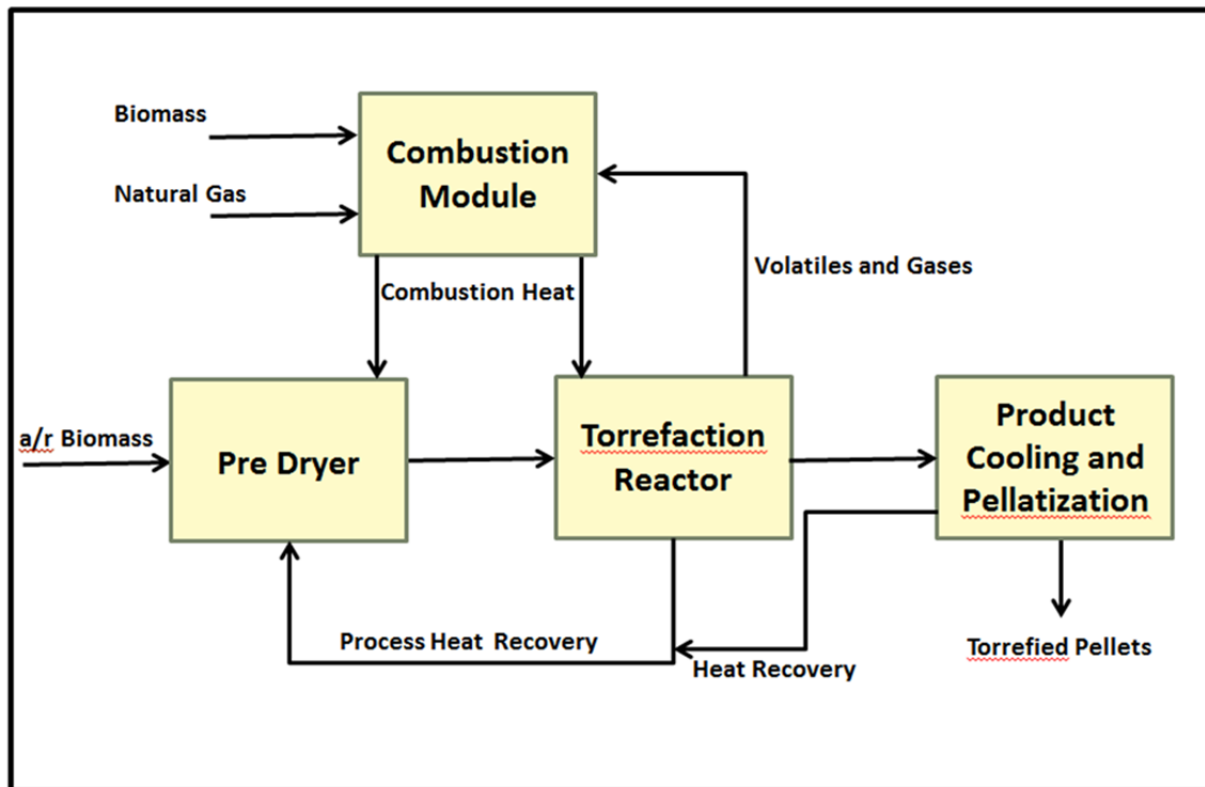 Biomass
Natural Gas
Combustion
Module
Volatiles and Gases
Combustion Heat
a/r Biomass
Pre Dryer
Torrefaction
Reactor
Product
Cooling and
Pellatization
Process Heat Recovery
Heat Recovery
Torrefied Pellets